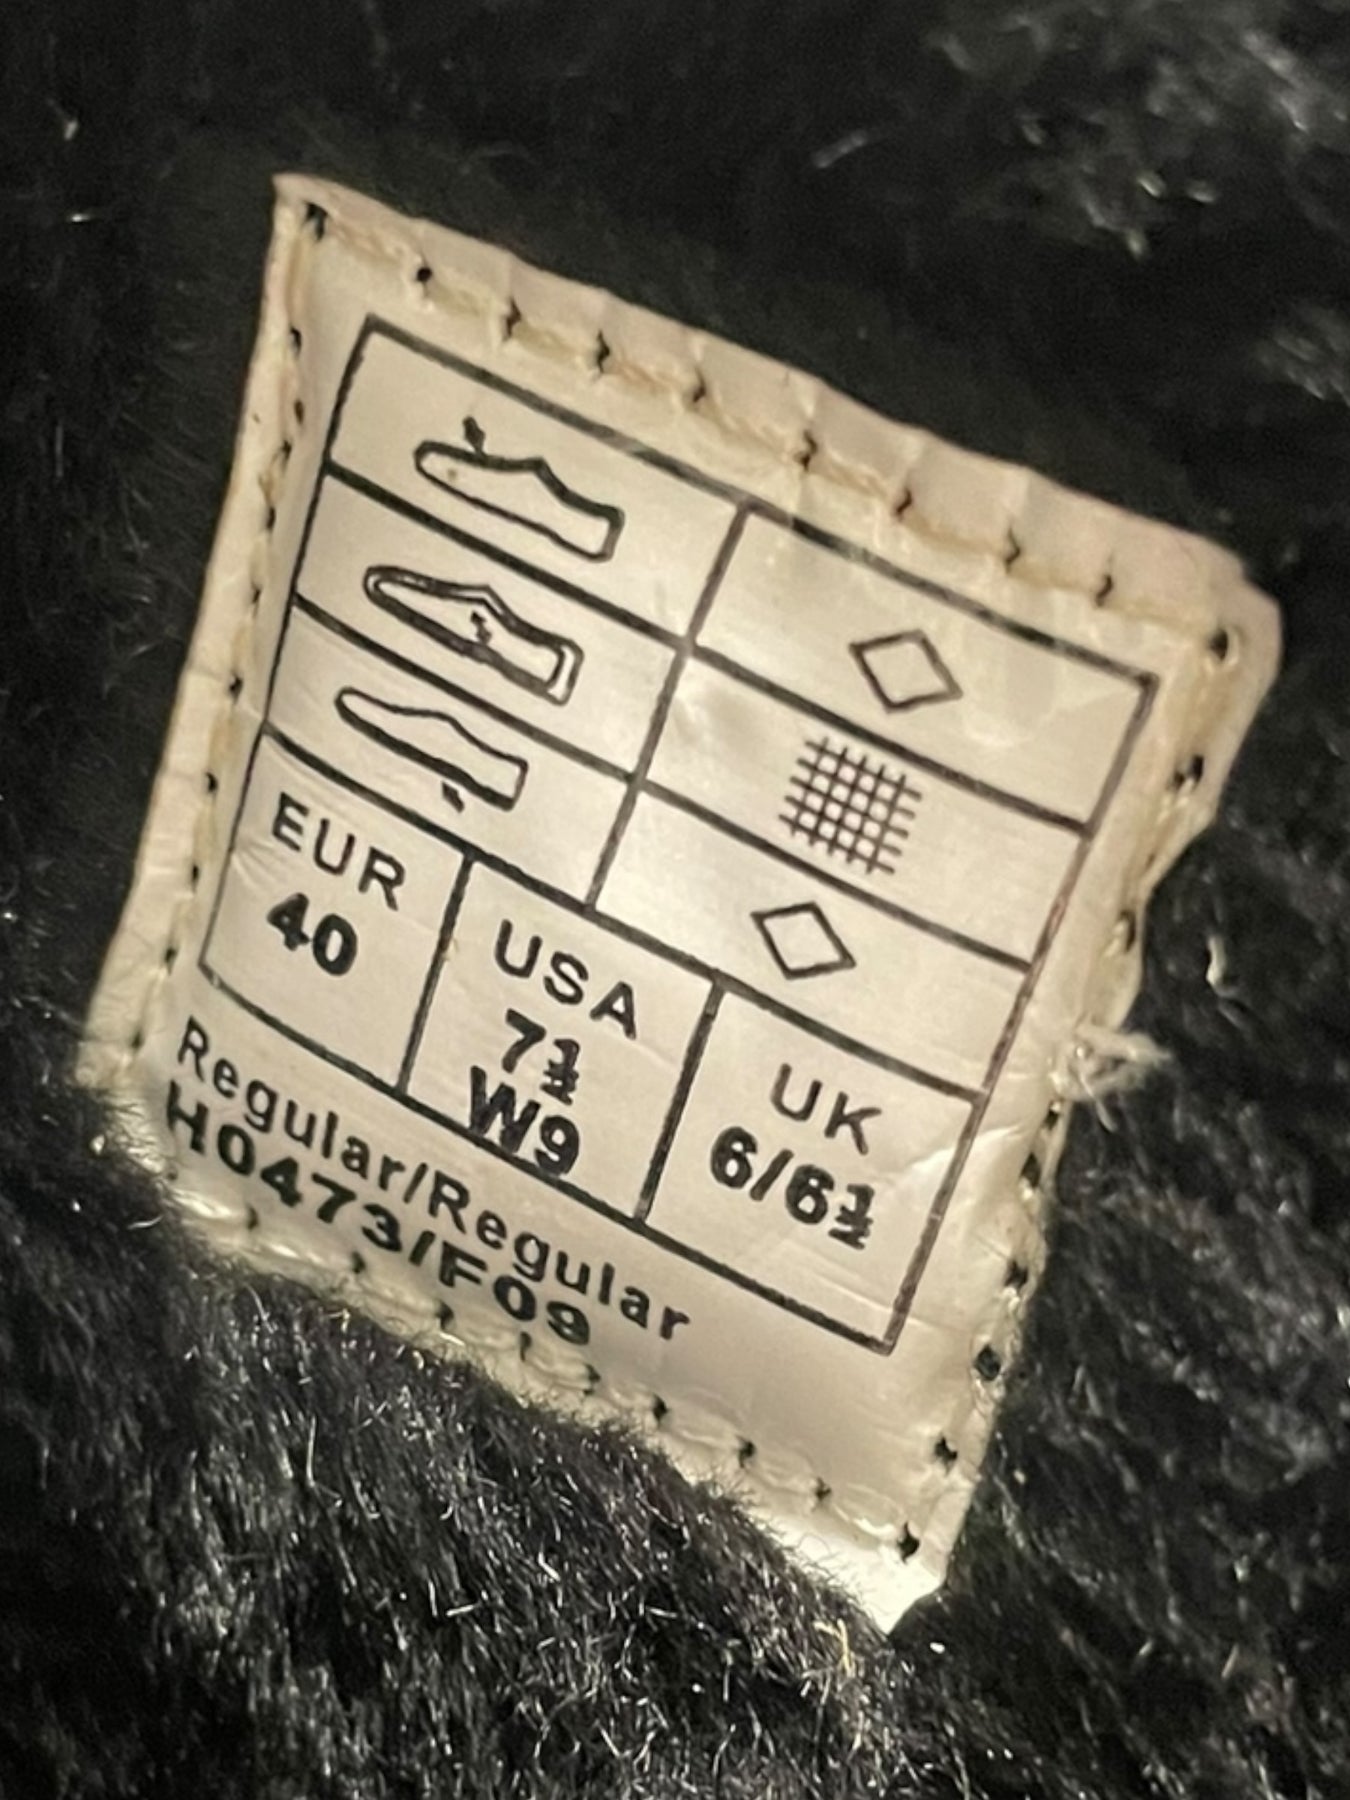 EUR
40
USA
7½
W9
UK
6/6½
Regular/Regular
H0473/F09